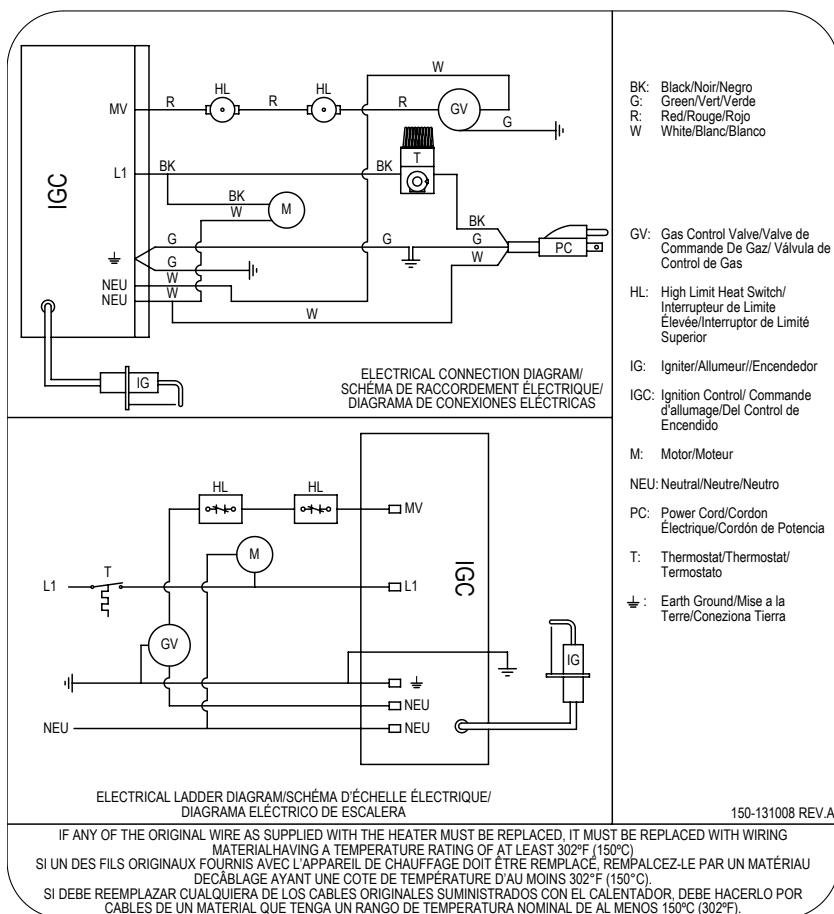 W
HL
HL
MV
R
R
R
GV
G
T
L1
BK
BK
IGC
BK
W
M
BK
G
G
G
PC
G
W
W
NEU
NEU
W
W
IG
ELECTRICAL CONNECTION DIAGRAM/
SCHÉMA DE RACCORDEMENT ÉLECTRIQUE/
DIAGRAMA DE CONEXIONES ELÉCTRICAS
HL
HL
MV
M
IGC
L1
T
L1
GV
IG
NEU
NEU
NEU
ELECTRICAL LADDER DIAGRAM/SCHÉMA D'ÉCHELLE ÉLECTRIQUE/
DIAGRAMA ELÉCTRICO DE ESCALERA
BK: Black/Noir/Negro
G: Green/Vert/Verde
R: Red/Rouge/Rojo
W White/Blanc/Blanco
GV: Gas Control Valve/Valve de
Commande De Gaz/ Válvula de
Control de Gas
HL: High Limit Heat Switch/
Interrupteur de Limite
Élevée/Interruptor de Limité
Superior
IG: Igniter/Allumeur//Encendedor
IGC: Ignition Control/ Commande
d'allumage/Del Control de
Encendido
M: Motor/Moteur
NEU: Neutral/Neutre/Neutro
PC: Power Cord/Cordon
Électrique/Cordón de Potencia
T: Thermostat/Thermostat/
Termostato
⏚ : Earth Ground/Mise a la
Terre/Coneziona Tierra
150-131008 REV.A
IF ANY OF THE ORIGINAL WIRE AS SUPPLIED WITH THE HEATER MUST BE REPLACED, IT MUST BE REPLACED WITH WIRING
MATERIALHAVING A TEMPERATURE RATING OF AT LEAST 302ºF (150ºC)
SI UN DES FILS ORIGINAUX FOURNIS AVEC L'APPAREIL DE CHAUFFAGE DOIT ÊTRE REMPLACÉ, REMPALCEZ-LE PAR UN MATÉRIAU
DECÂBLAGE AYANT UNE COTE DE TEMPÉRATURE D'AU MOINS 302°F (150°C).
SI DEBE REEMPLAZAR CUALQUIERA DE LOS CABLES ORIGINALES SUMINISTRADOS CON EL CALENTADOR, DEBE HACERLO POR
CABLES DE UN MATERIAL QUE TENGA UN RANGO DE TEMPERATURA NOMINAL DE AL MENOS 150ºC (302ºF).